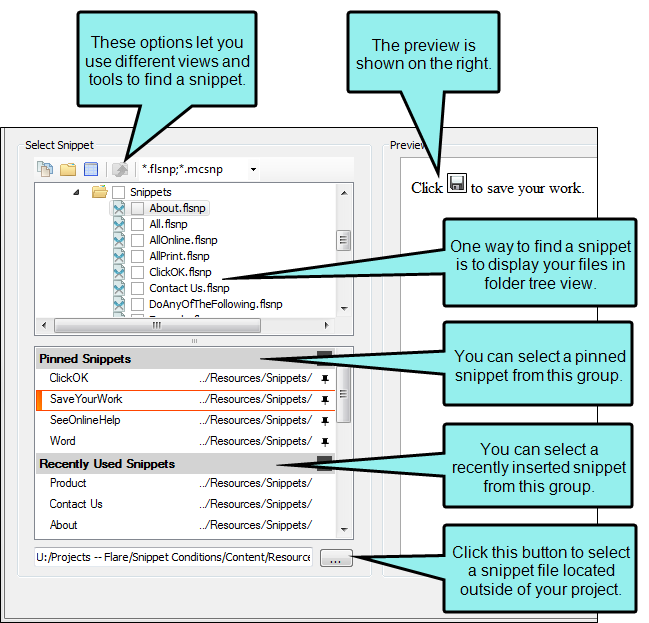 These options let you
use different views and
tools to find a snippet.
The preview is
shown on the right.
Select Snippet
Preview
*.flsnp;*.mcsnp
Snippets
About.flsnp
All.flsnp
AllOnline.flsnp
AllPrint.flsnp
ClickOK.flsnp
Contact Us.flsnp
DoAnyOfTheFollowing.flsnp
Click to save your work.
One way to find a snippet
is to display your files in
folder tree view.
Pinned Snippets
ClickOK ../Resources/Snippets/
SaveYourWork ../Resources/Snippets/
SeeOnlineHelp ../Resources/Snippets/
Word ../Resources/Snippets/
You can select a pinned
snippet from this group.
Recently Used Snippets
Product ../Resources/Snippets/
Contact Us ../Resources/Snippets/
About ../Resources/Snippets/
You can select a
recently inserted snippet
from this group.
U:/Projects -- Flare/Snippet Conditions/Content/Resource
...
Click this button to select
a snippet file located
outside of your project.